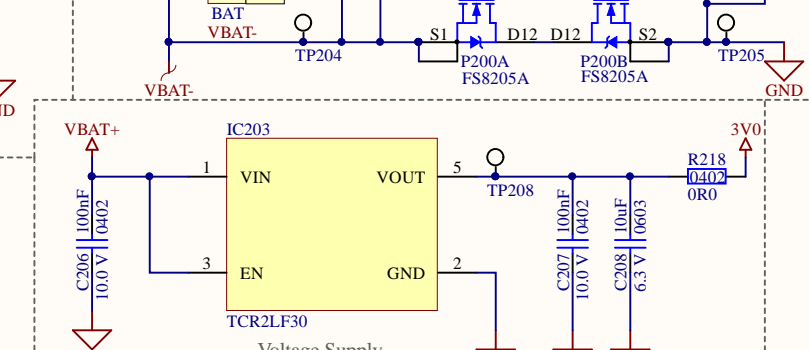 BAT
VBAT-
TP204
S1
D12
D12
S2
TP205
VBAT-
P200A
FS8205A
P200B
FS8205A
GND
ND
VBAT+
IC203
3V0
1
VIN
VOUT
5
TP208
R218
0402
0R0
100nF
0402
C206
10.0 V
3
EN
GND
2
100nF
0402
C207
10.0 V
10uF
0603
C208
6.3 V
TCR2LF30
Voltage Supply